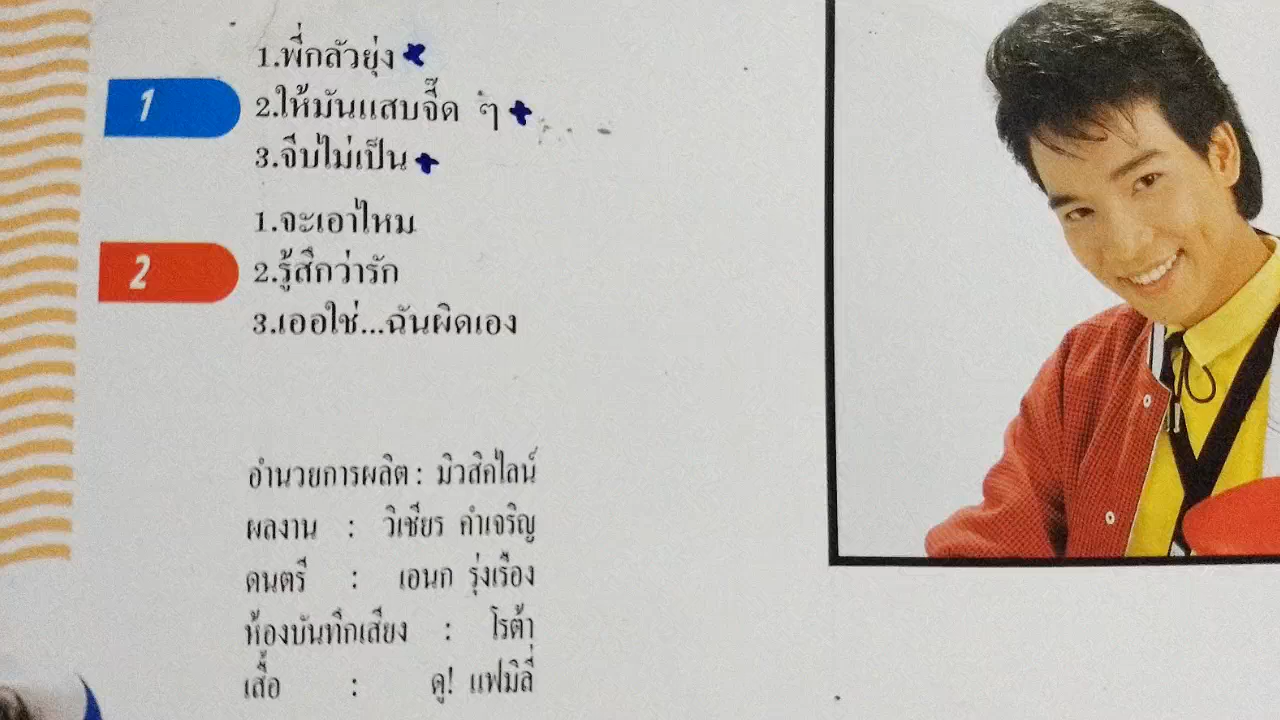 1
1.พี่กลัวยุ่ง
2.ให้มันแสบจี๊ด ๆ
3.จีบไม่เป็น
2
1.จะเอาไหม
2.รู้สึกว่ารัก
3.เออใช่...ฉันผิดเอง
อำนวยการผลิต : มิวสิคไลน์
ผลงาน : วิเชียร คำเจริญ
ดนตรี : เอนก รุ่งเรือง
ห้องบันทึกเสียง : โรต้า
เสื้อ : ดู! แฟมิลี่